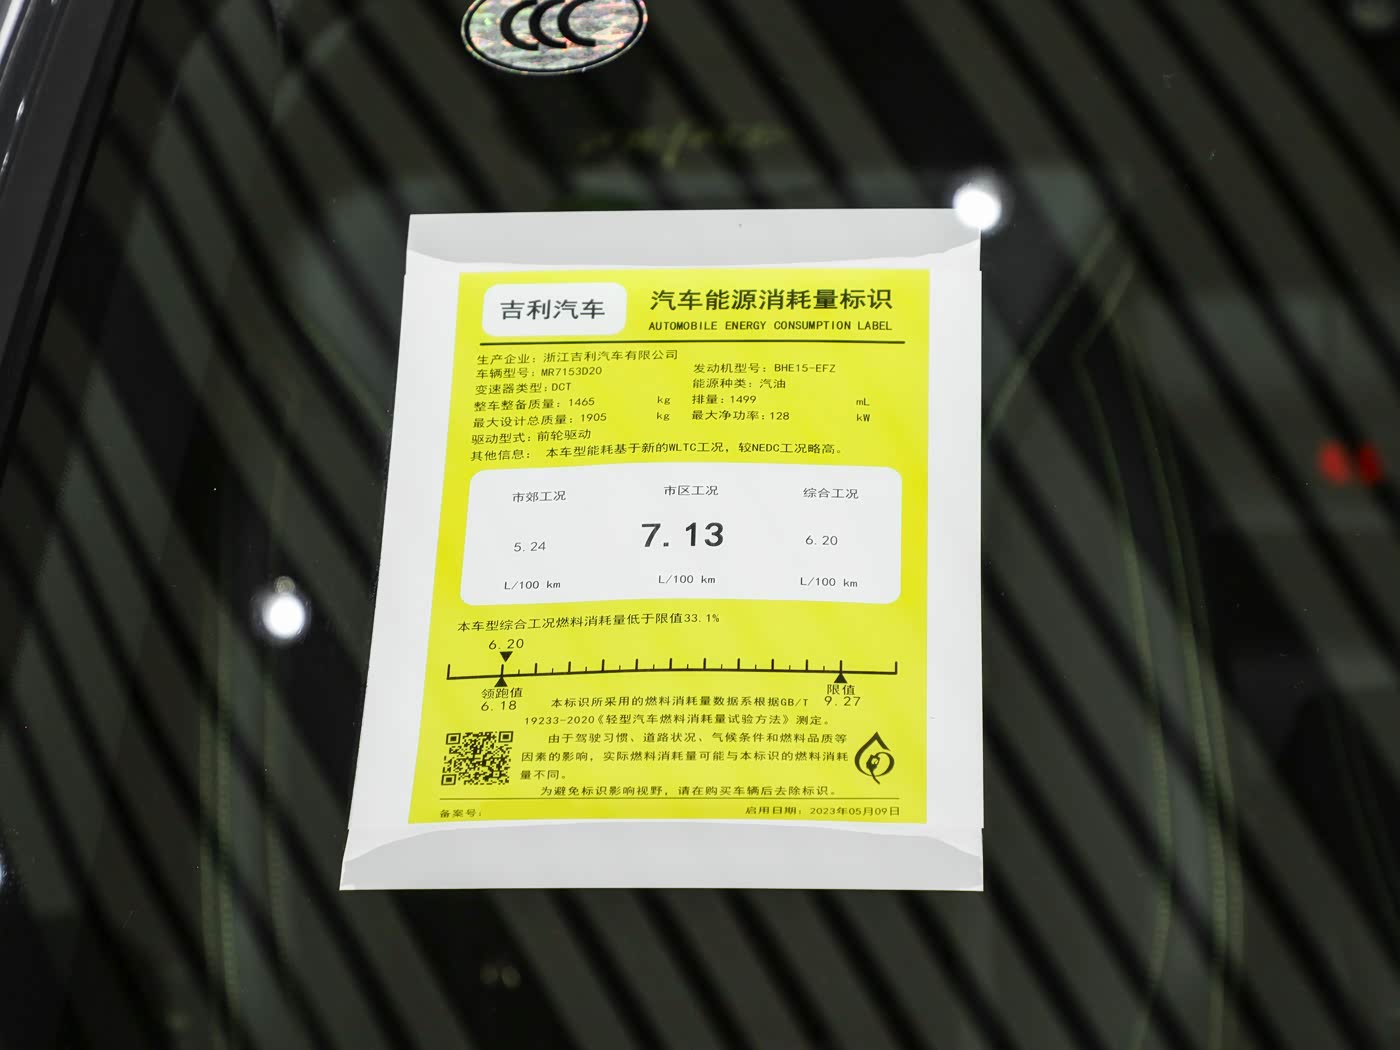 CCC
吉利汽车
汽车能源消耗量标识
AUTOMOBILE ENERGY CONSUMPTION LABEL
生产企业：浙江吉利汽车有限公司
车辆型号：MR7153D20 发动机型号：BHE15-EFZ
变速器类型：DCT 能源种类：汽油
整车整备质量：1465 kg 排量：1499 mL
最大设计总质量：1905 kg 最大净功率：128 kW
驱动型式：前轮驱动
其他信息： 本车型能耗基于新的WLTC工况，较NEDC工况略高。
市郊工况 市区工况 综合工况
5.24 7.13 6.20
L/100 km L/100 km L/100 km
本车型综合工况燃料消耗量低于限值33.1%
6.20
领跑值 限值
6.18 9.27
本标识所采用的燃料消耗量数据系根据GB/T
19233-2020《轻型汽车燃料消耗量试验方法》测定。
由于驾驶习惯、道路状况、气候条件和燃料品质等
因素的影响，实际燃料消耗量可能与本标识的燃料消耗
量不同。
为避免标识影响视野，请在购买车辆后去除标识。
备案号： 启用日期：2023年05月09日